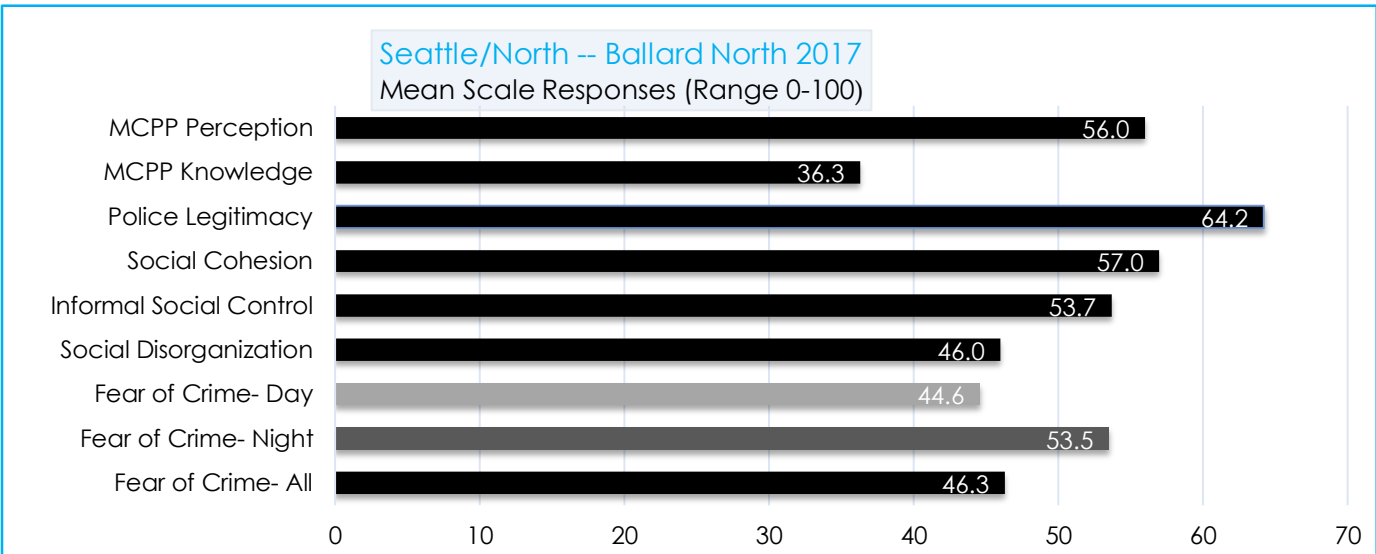 Seattle/North -- Ballard North 2017
Mean Scale Responses (Range 0-100)
MCPP Perception 56.0
MCPP Knowledge 36.3
Police Legitimacy 64.2
Social Cohesion 57.0
Informal Social Control 53.7
Social Disorganization 46.0
Fear of Crime- Day 44.6
Fear of Crime- Night 53.5
Fear of Crime- All 46.3
0 10 20 30 40 50 60 70